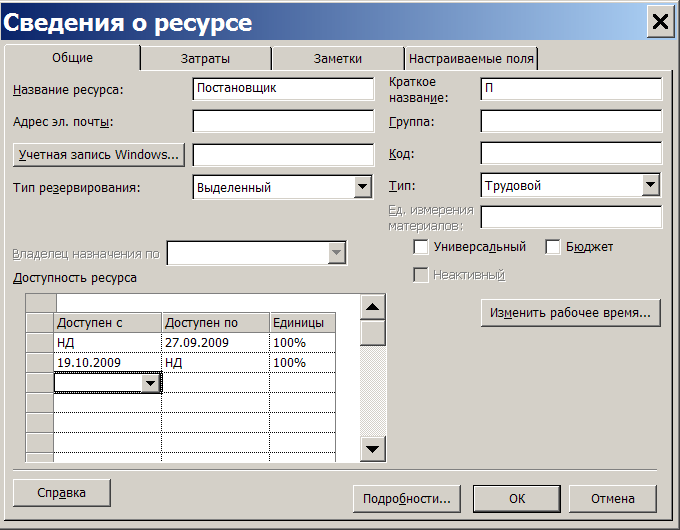 Сведения о ресурсе
Общие Затраты Заметки Настраиваемые поля
Название ресурса: Постановщик Краткое название: П
Адрес эл. почты: Группа:
Учетная запись Windows... Код:
Тип резервирования: Выделенный Тип: Трудовой
Ед. измерения материалов:
Владелец назначения по Универсальный Бюджет
Доступность ресурса Неактивный
Изменить рабочее время...
Доступен с Доступен по Единицы
НД 27.09.2009 100%
19.10.2009 НД 100%
Справка Подробности... ОК Отмена